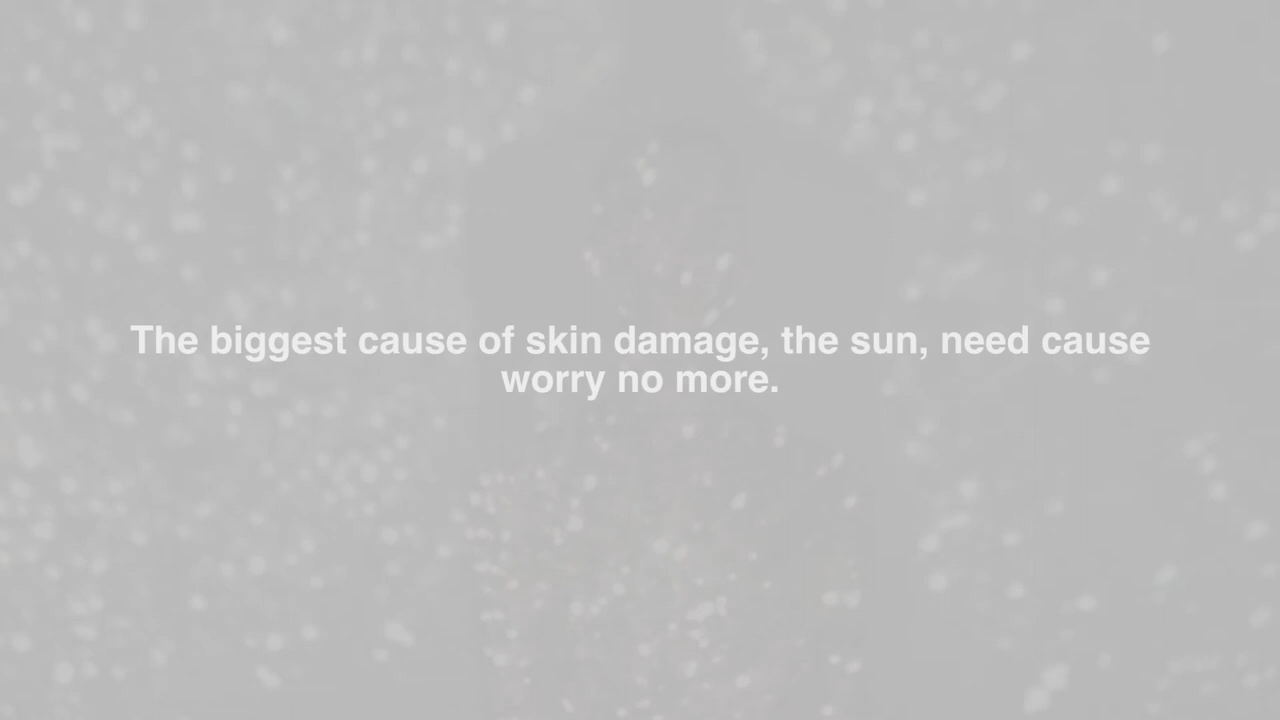 The biggest cause of skin damage, the sun, need cause
worry no more.